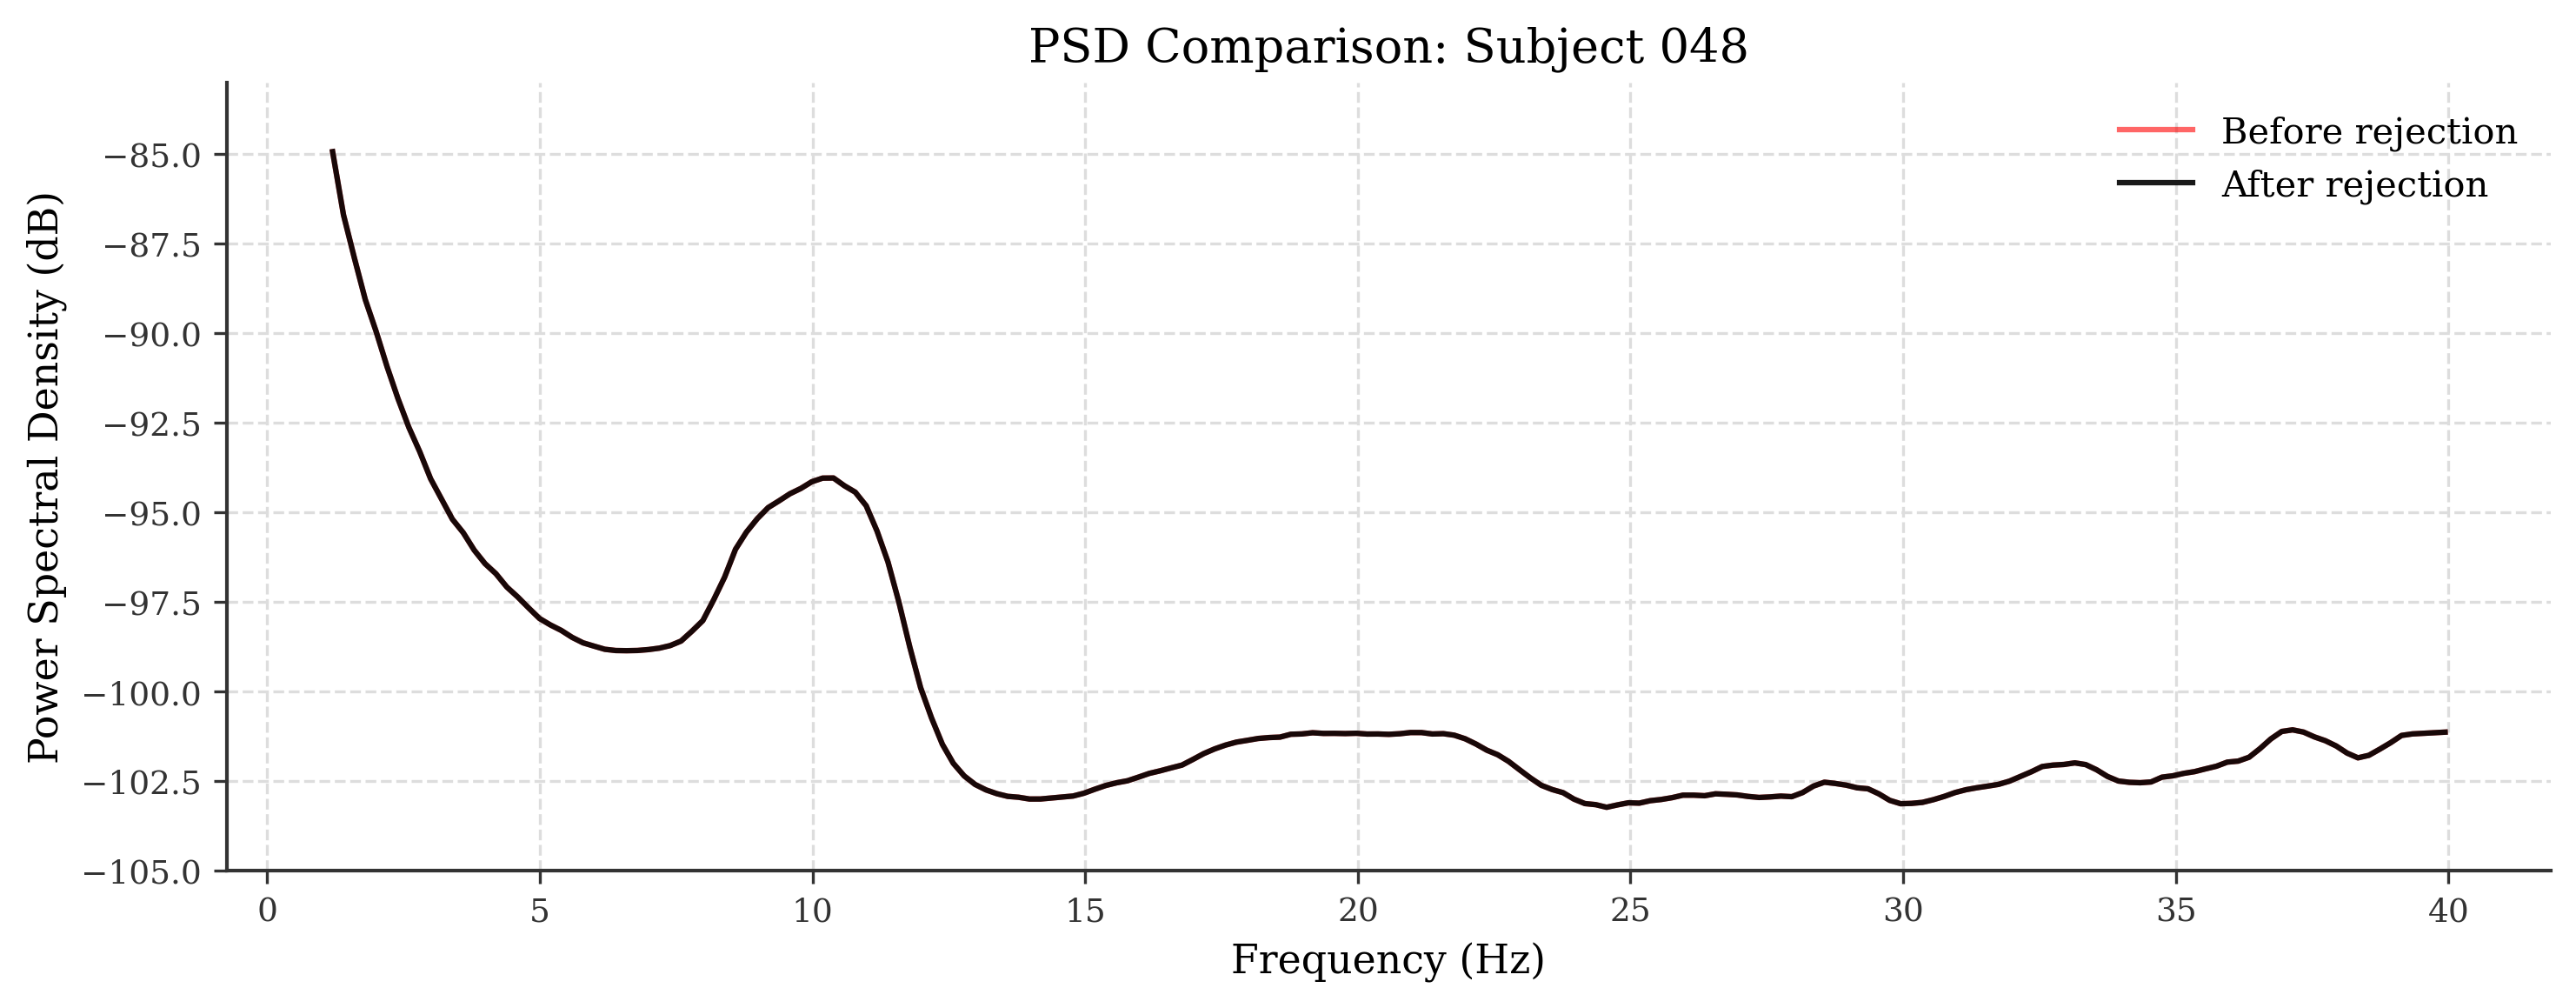 PSD Comparison: Subject 048
Before rejection
After rejection
Power Spectral Density (dB)
−85.0
−87.5
−90.0
−92.5
−95.0
−97.5
−100.0
−102.5
−105.0
0 5 10 15 20 25 30 35 40
Frequency (Hz)